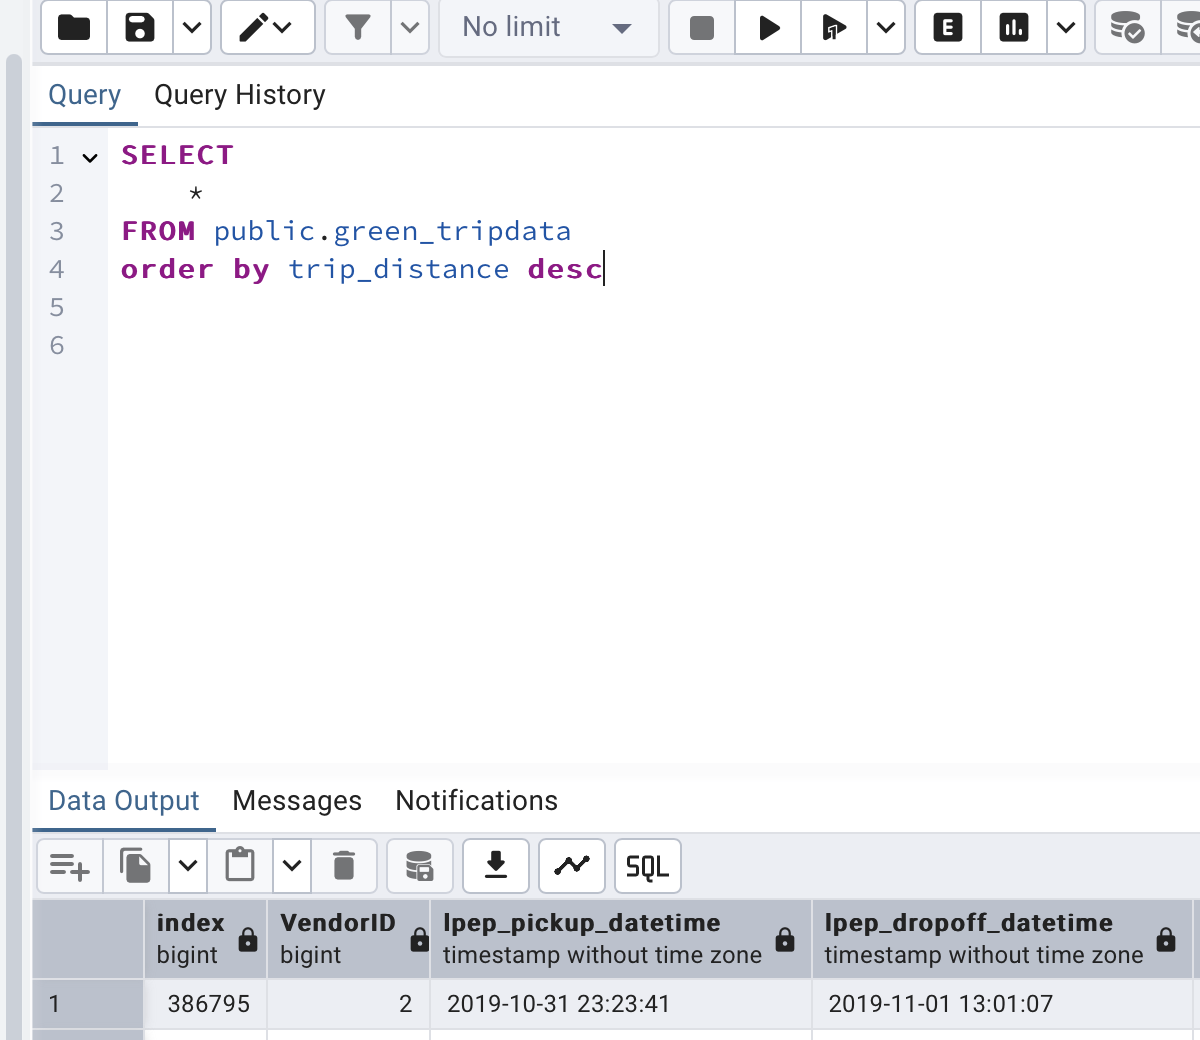 No limit
E
Query Query History
1 SELECT
2 *
3 FROM public.green_tripdata
4 order by trip_distance desc
5
6
Data Output Messages Notifications
SQL
index VendorID lpep_pickup_datetime lpep_dropoff_datetime
bigint bigint timestamp without time zone timestamp without time zone
1 386795 2 2019-10-31 23:23:41 2019-11-01 13:01:07